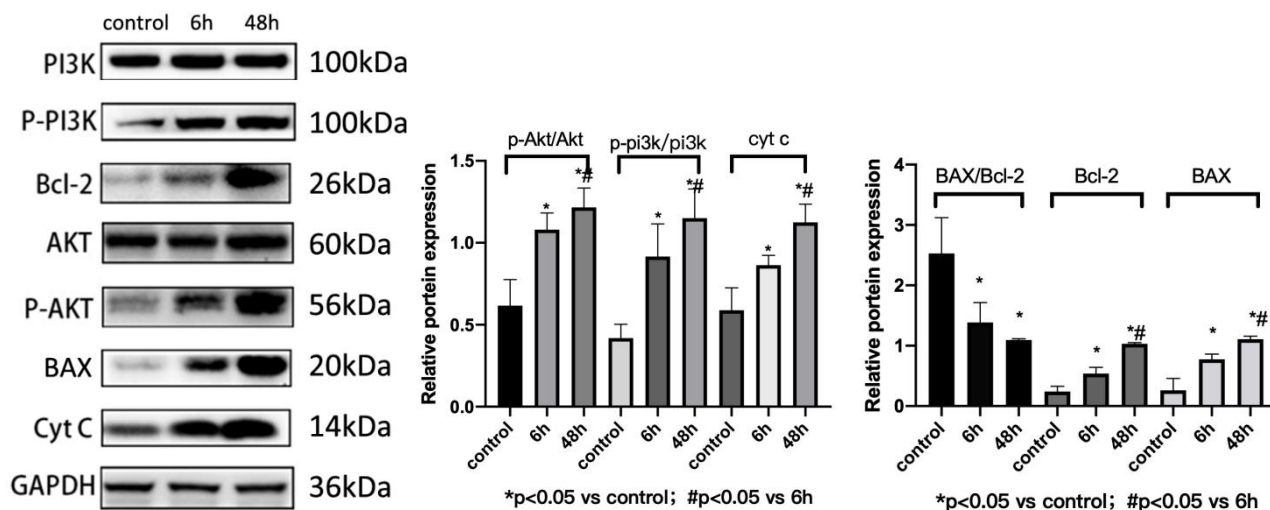 control 6h 48h
PI3K 100kDa
P-PI3K 100kDa
Bcl-2 26kDa
AKT 60kDa
P-AKT 56kDa
BAX 20kDa
Cyt C 14kDa
GAPDH 36kDa
p-Akt/Akt p-pi3k/pi3k cyt c
Relative portein expression
1.5
1.0
0.5
0.0
* *# * *# * *#
control 6h 48h control 6h 48h control 6h 48h
*p<0.05 vs control; #p<0.05 vs 6h
BAX/Bcl-2 Bcl-2 BAX
Relative portein expression
4
3
2
1
0
* * * *# * *#
control 6h 48h control 6h 48h control 6h 48h
*p<0.05 vs control; #p<0.05 vs 6h